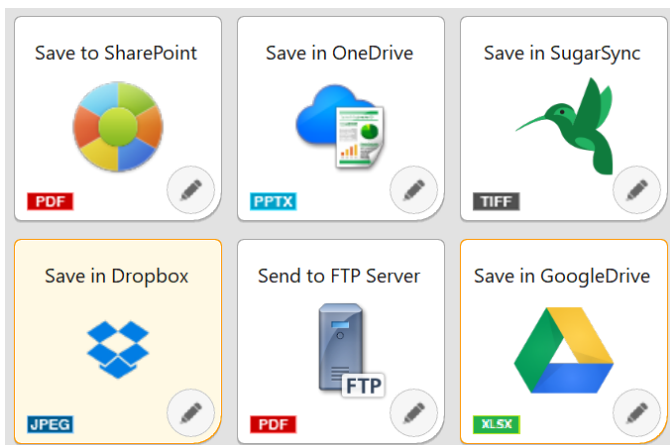 Save to SharePoint
Save in OneDrive
Save in SugarSync
PDF
PPTX
TIFF
Save in Dropbox
Send to FTP Server
Save in GoogleDrive
FTP
JPEG
PDF
XLSX